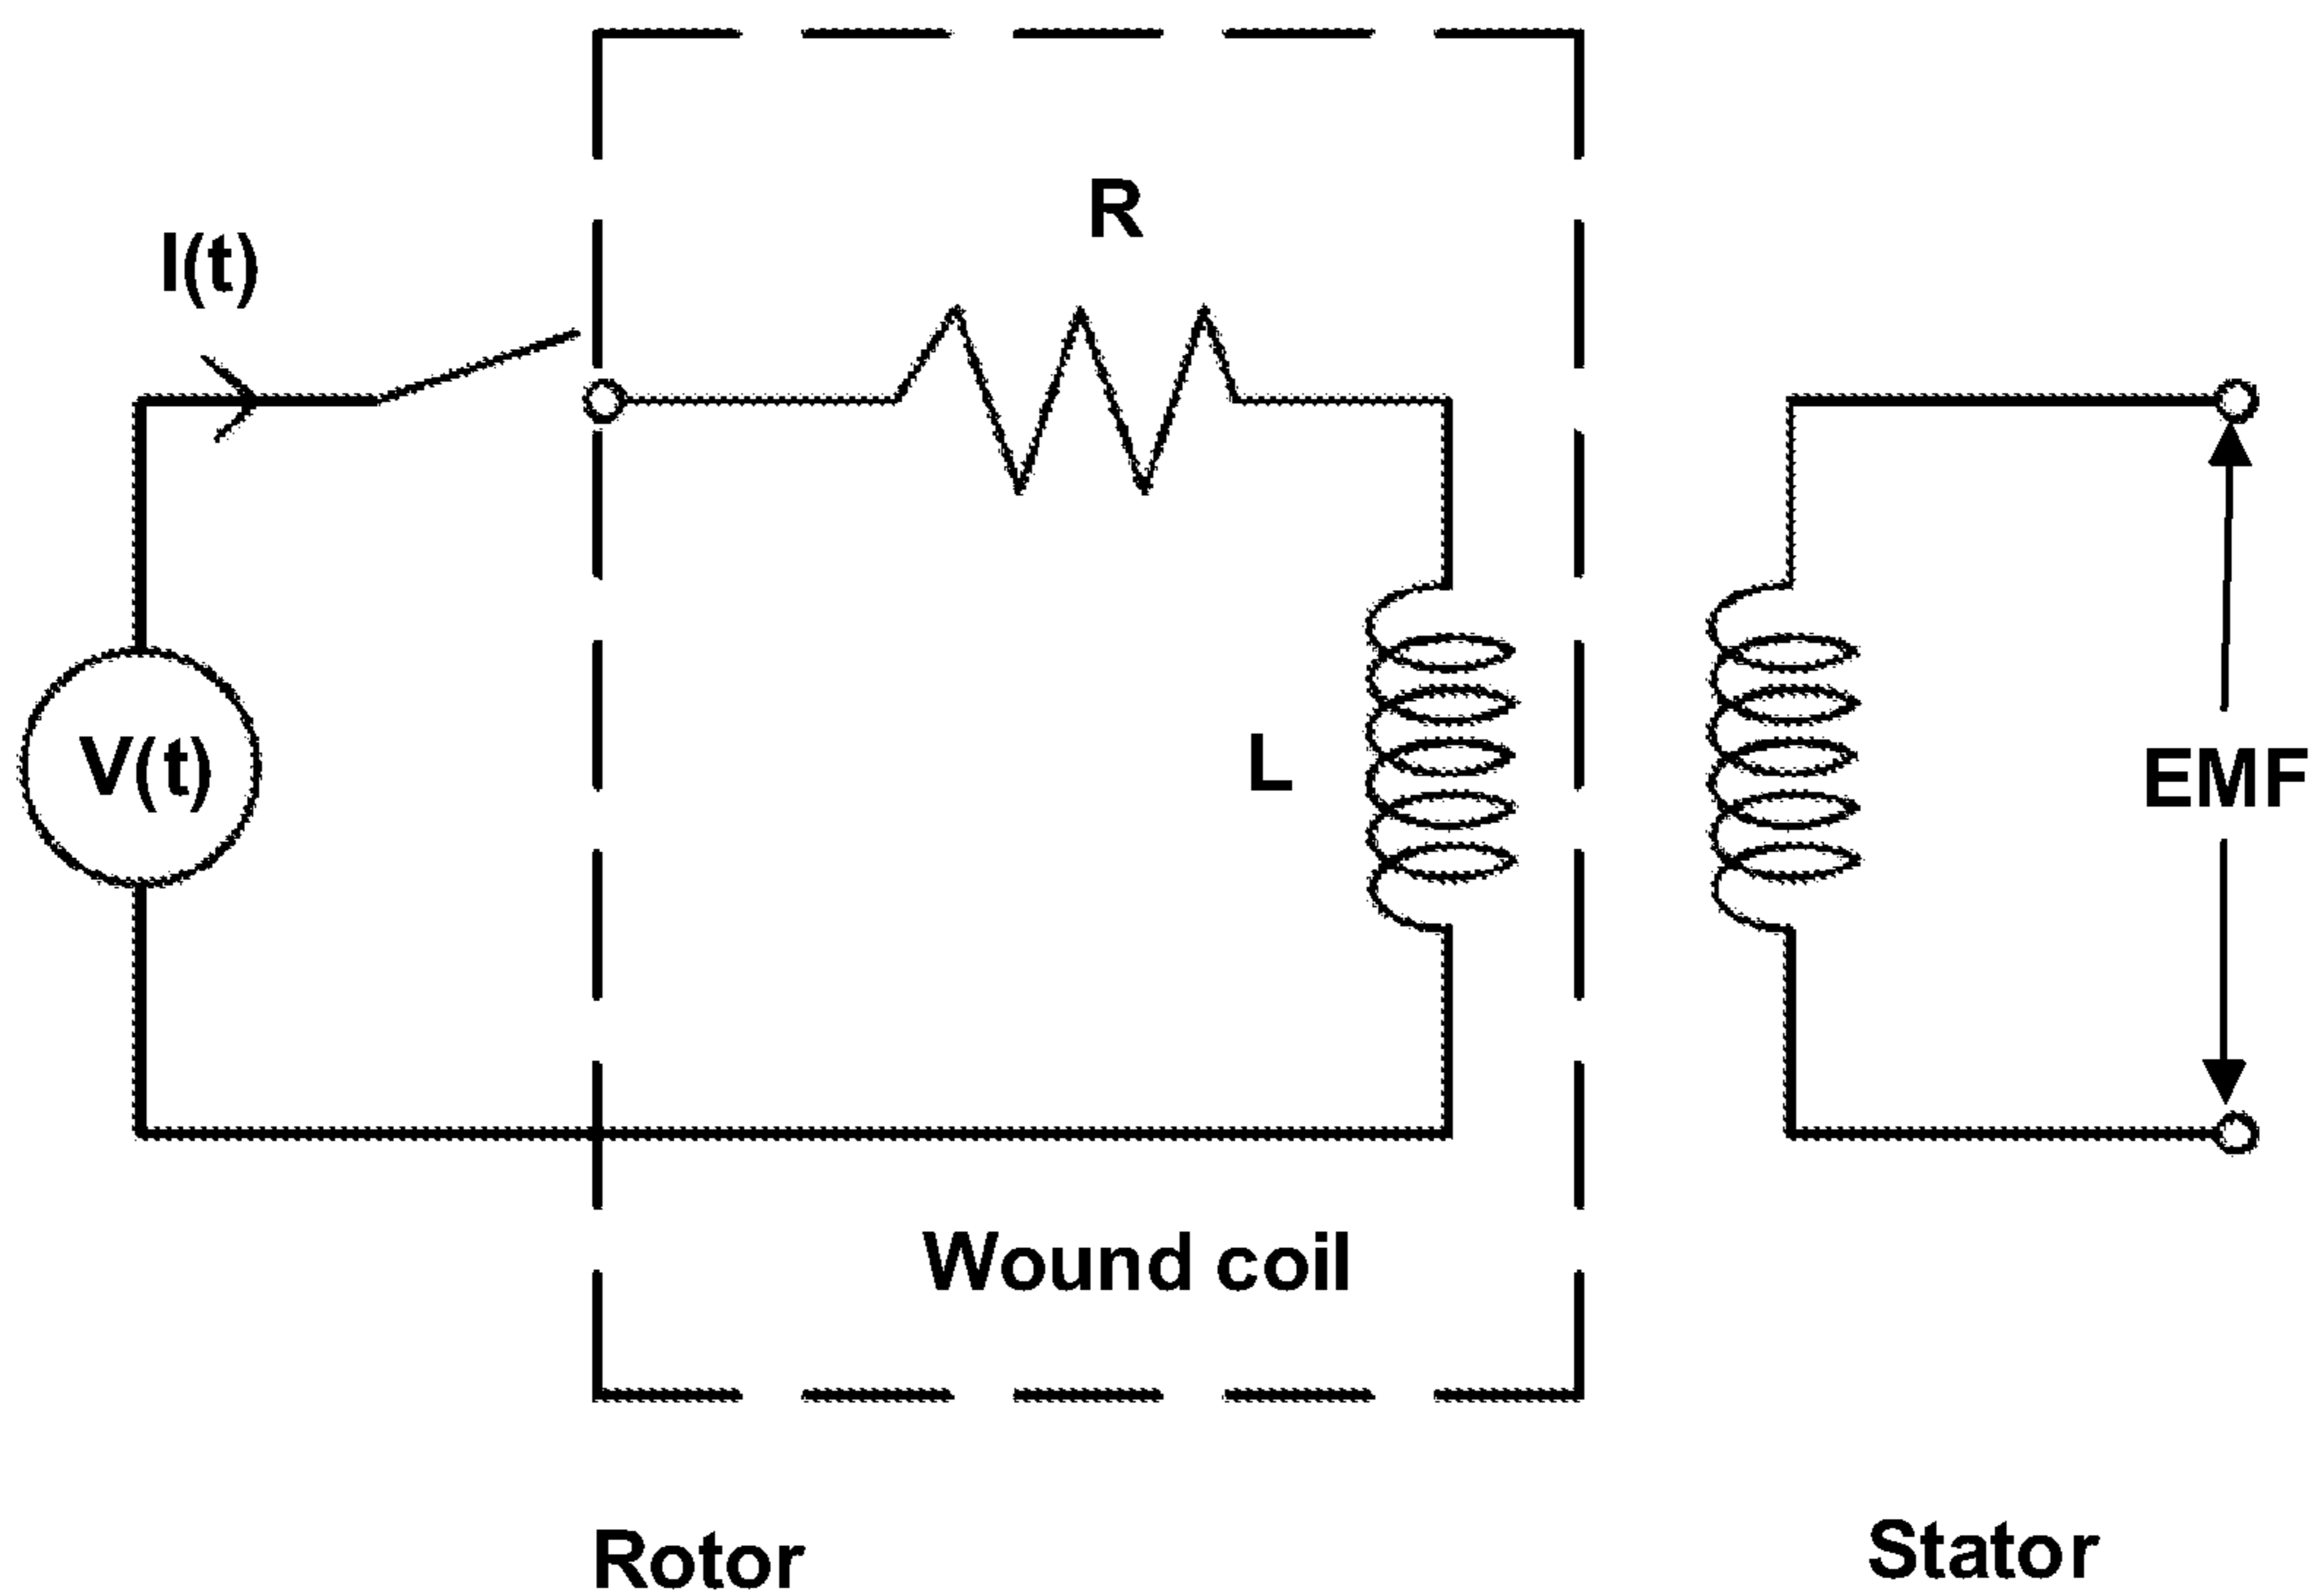 R
I(t)
V(t)
L
EMF
Wound coil
Rotor
Stator